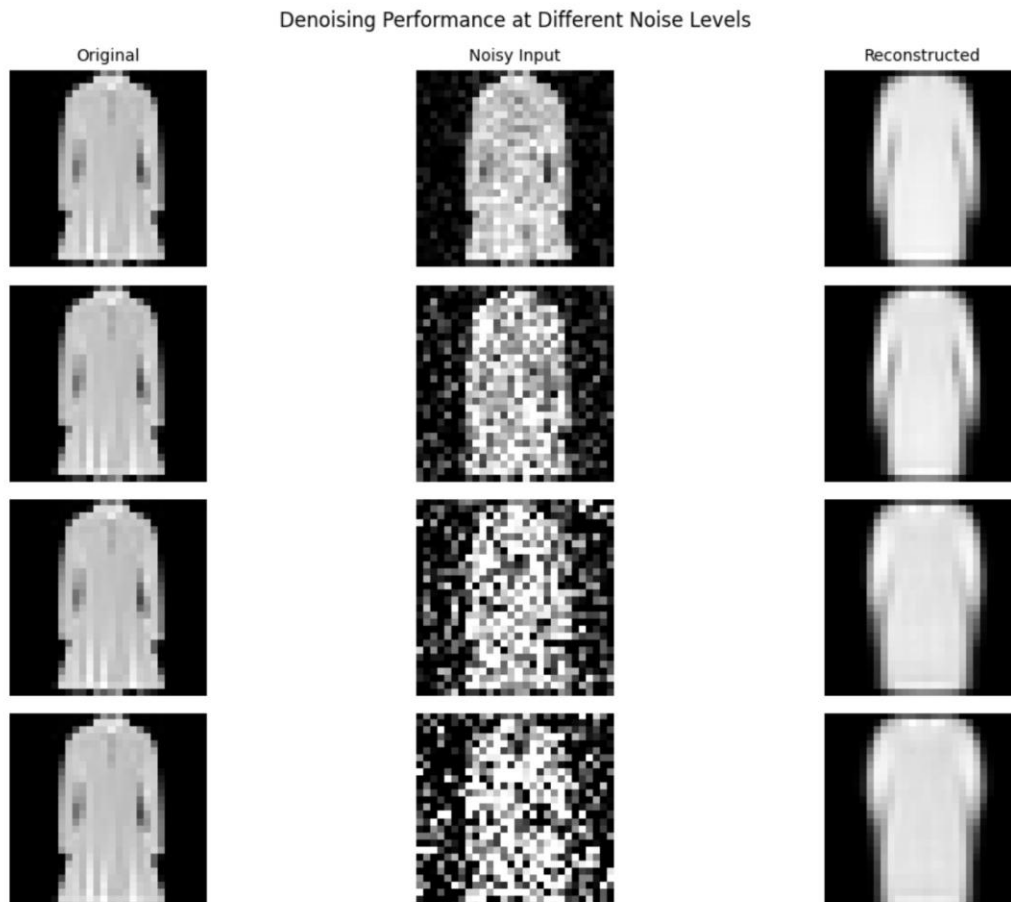 Denoising Performance at Different Noise Levels
Original
Noisy Input
Reconstructed